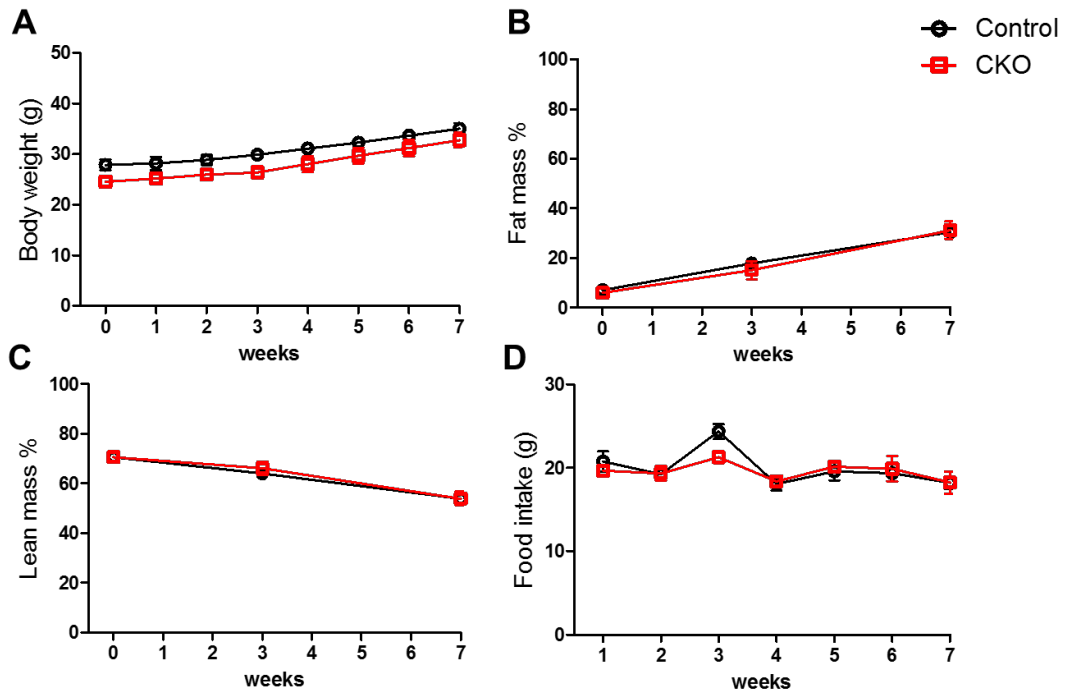 A
B
Control
CKO
Body weight (g)
50
40
30
20
10
0
0 1 2 3 4 5 6 7
weeks
Fat mass %
100
80
60
40
20
0
0 1 2 3 4 5 6 7
weeks
C
D
Lean mass %
100
80
60
40
20
0
0 1 2 3 4 5 6 7
weeks
Food intake (g)
30
20
10
0
1 2 3 4 5 6 7
weeks